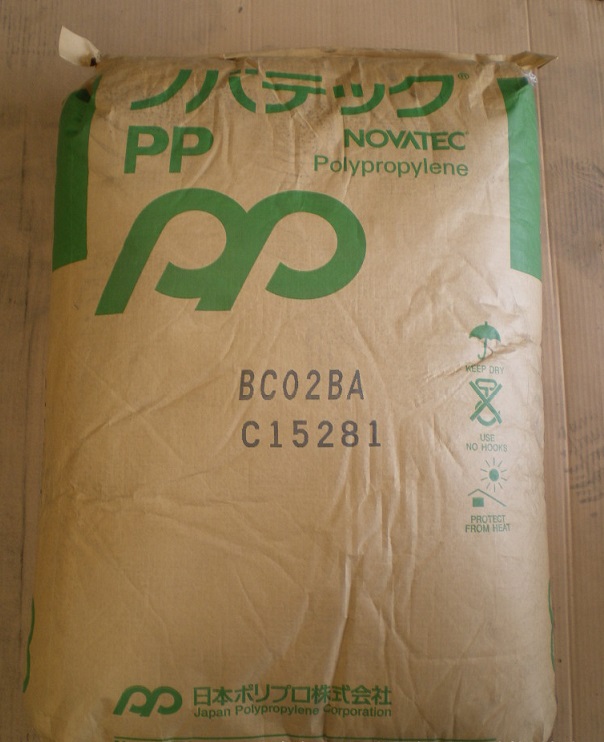 ノバテック®
PP NOVATEC
Polypropylene
BC02BA
C15281
KEEP DRY
USE
NO HOOKS
PROTECT
FROM HEAT
日本ポリプロ株式会社
Japan Polypropylene Corporation